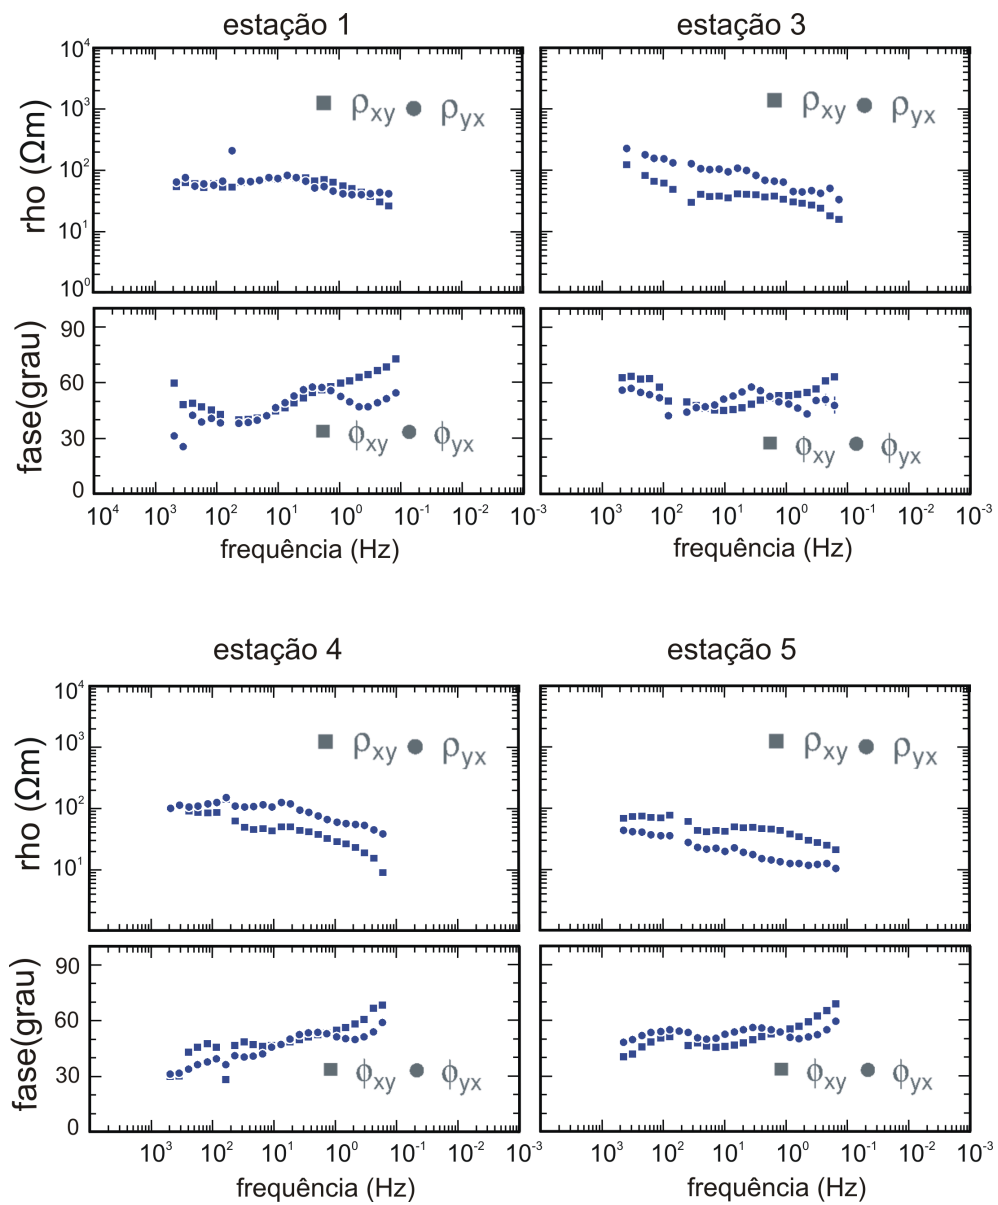 estação 1
estação 3
rho (Ωm)
10⁴
10³
10²
10¹
10⁰
ρxy ρyx
ρxy ρyx
fase(grau)
90
60
30
0
ϕxy ϕyx
ϕxy ϕyx
10⁴ 10³ 10² 10¹ 10⁰ 10⁻¹ 10⁻² 10⁻³ 10³ 10² 10¹ 10⁰ 10⁻¹ 10⁻² 10⁻³
frequência (Hz)
frequência (Hz)
estação 4
estação 5
rho (Ωm)
10⁴
10³
10²
10¹
ρxy ρyx
ρxy ρyx
fase(grau)
90
60
30
0
ϕxy ϕyx
ϕxy ϕyx
10³ 10² 10¹ 10⁰ 10⁻¹ 10⁻² 10⁻³ 10³ 10² 10¹ 10⁰ 10⁻¹ 10⁻² 10⁻³
frequência (Hz)
frequência (Hz)